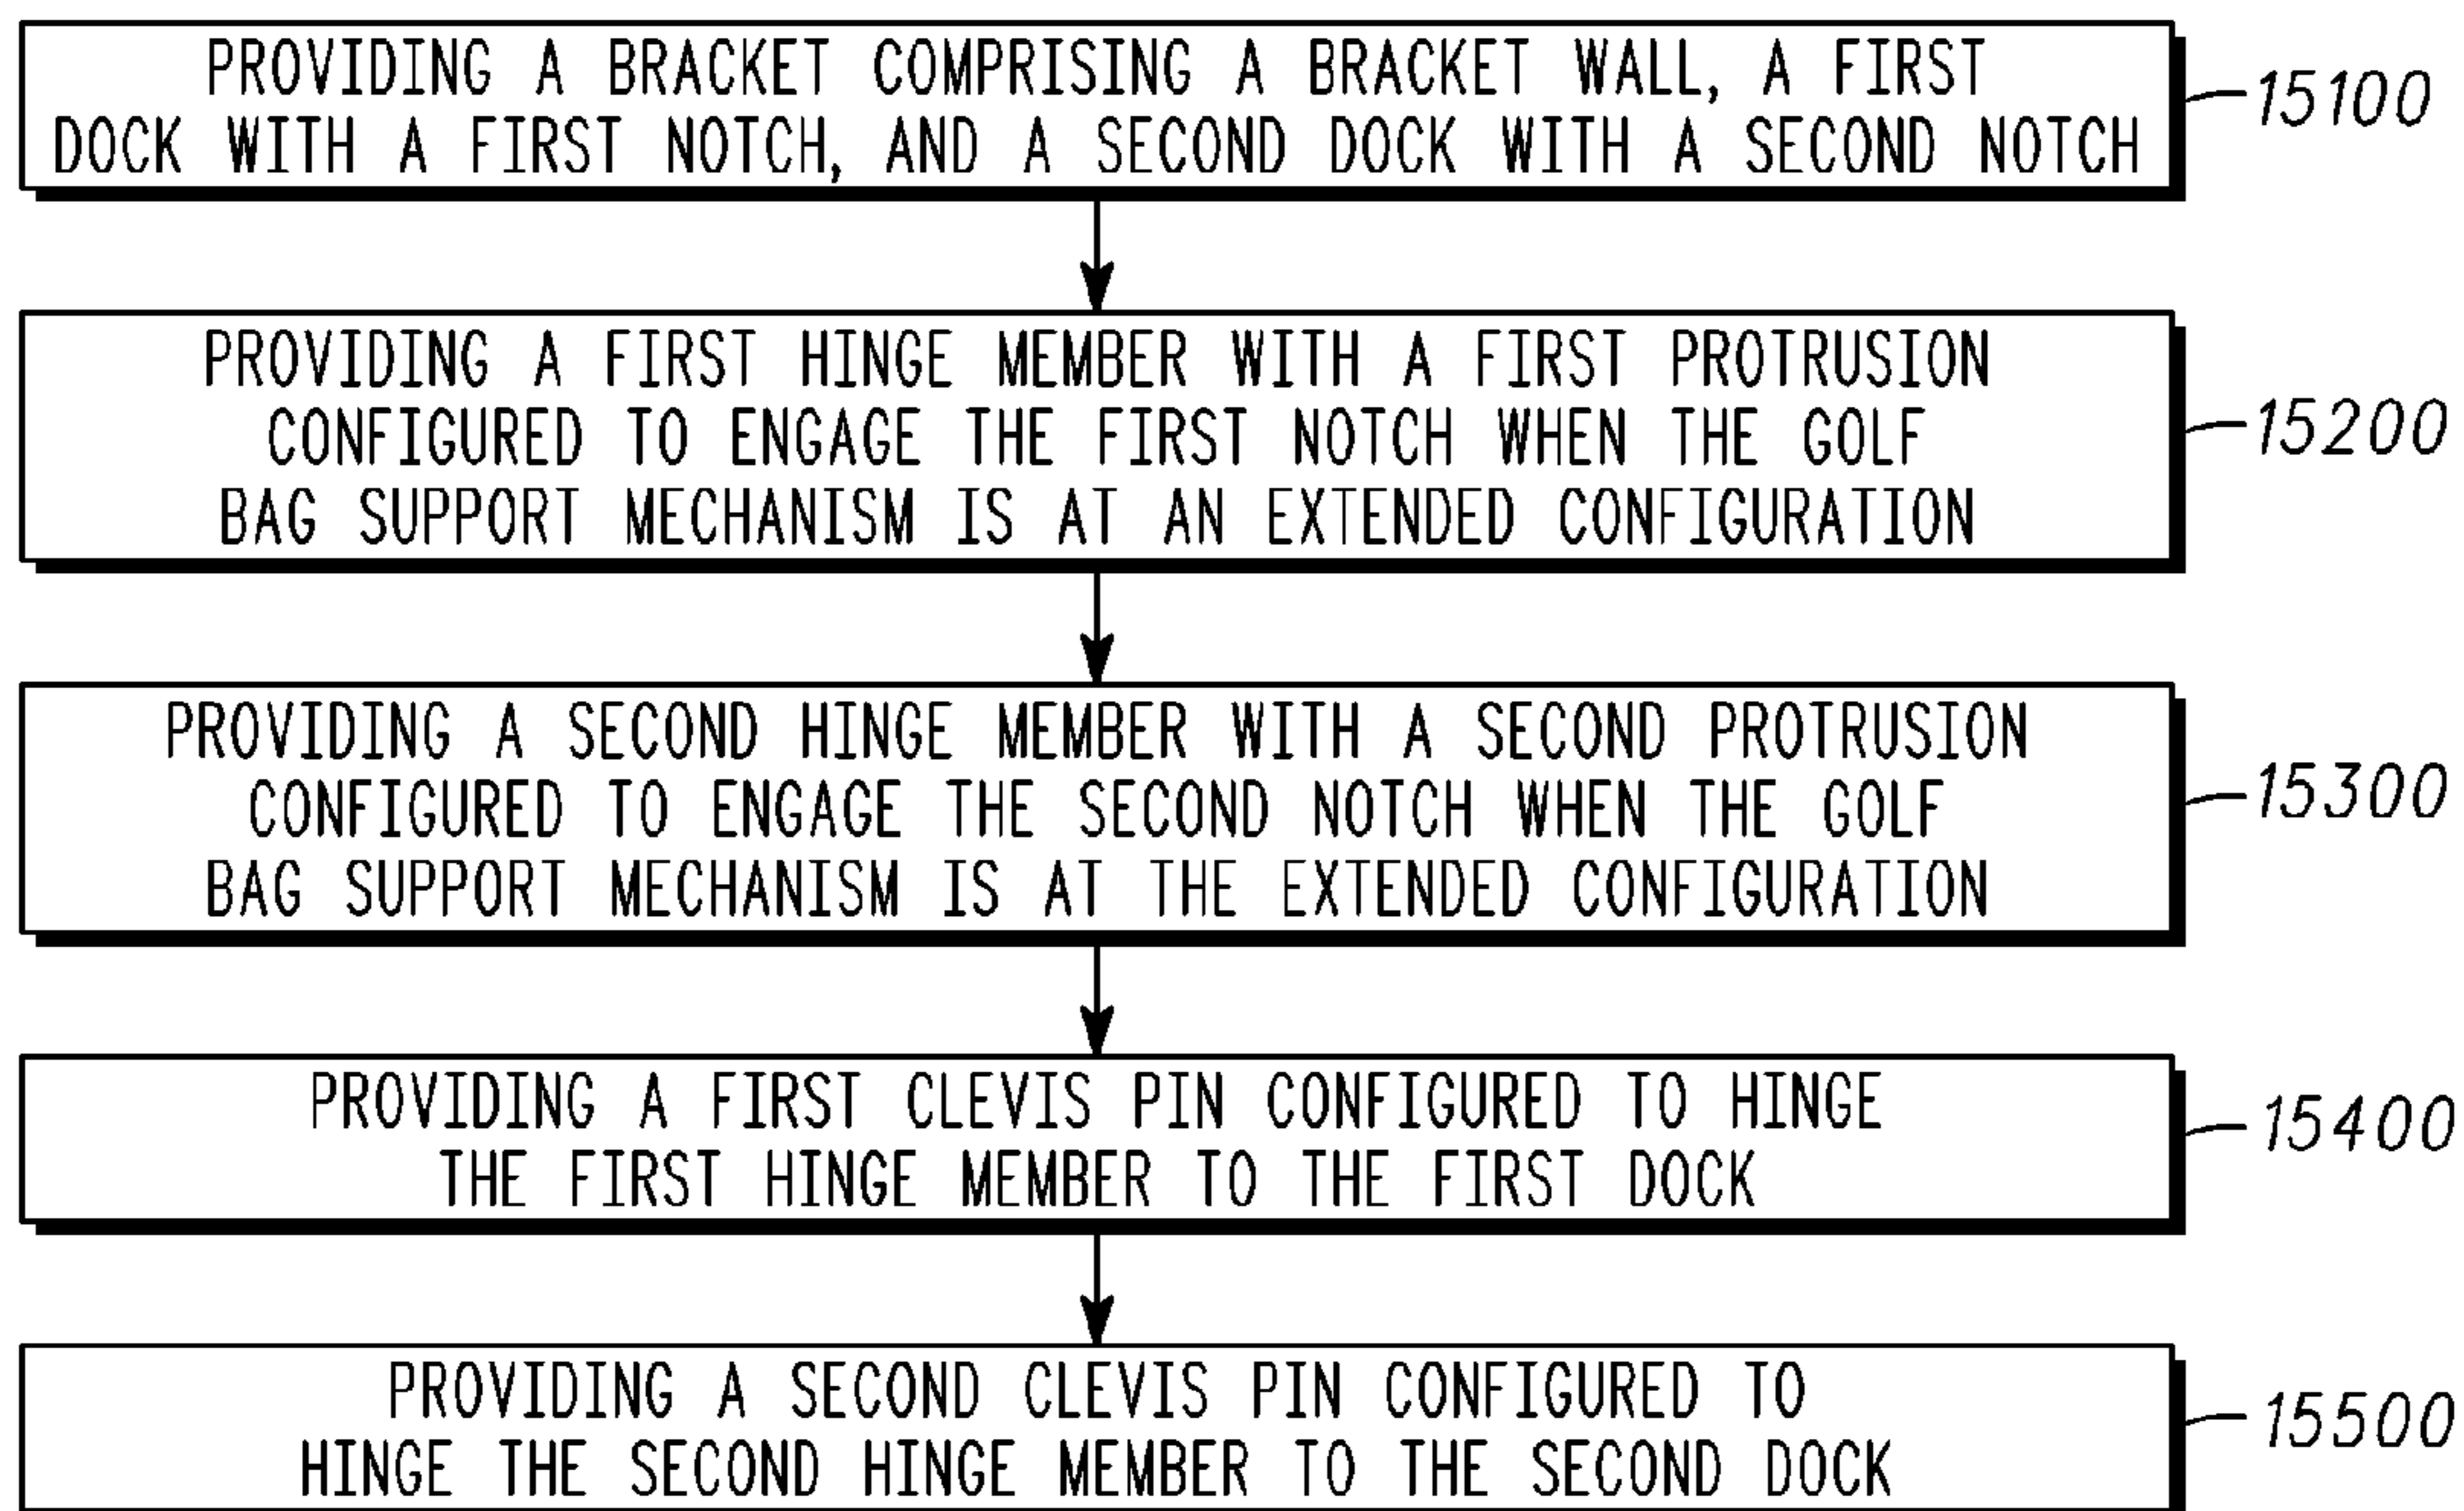 PROVIDING A BRACKET COMPRISING A BRACKET WALL, A FIRST
DOCK WITH A FIRST NOTCH, AND A SECOND DOCK WITH A SECOND NOTCH
15100
PROVIDING A FIRST HINGE MEMBER WITH A FIRST PROTRUSION
CONFIGURED TO ENGAGE THE FIRST NOTCH WHEN THE GOLF
BAG SUPPORT MECHANISM IS AT AN EXTENDED CONFIGURATION
15200
PROVIDING A SECOND HINGE MEMBER WITH A SECOND PROTRUSION
CONFIGURED TO ENGAGE THE SECOND NOTCH WHEN THE GOLF
BAG SUPPORT MECHANISM IS AT THE EXTENDED CONFIGURATION
15300
PROVIDING A FIRST CLEVIS PIN CONFIGURED TO HINGE
THE FIRST HINGE MEMBER TO THE FIRST DOCK
15400
PROVIDING A SECOND CLEVIS PIN CONFIGURED TO
HINGE THE SECOND HINGE MEMBER TO THE SECOND DOCK
15500